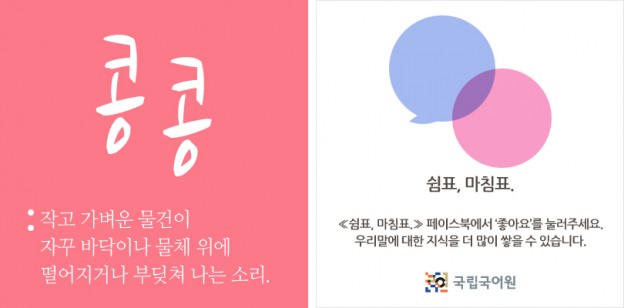 콩콩
: 작고 가벼운 물건이
자꾸 바닥이나 물체 위에
떨어지거나 부딪쳐 나는 소리.
쉼표, 마침표.
≪쉼표, 마침표.≫ 페이스북에서 '좋아요'를 눌러주세요.
우리말에 대한 지식을 더 많이 쌓을 수 있습니다.
국립국어원